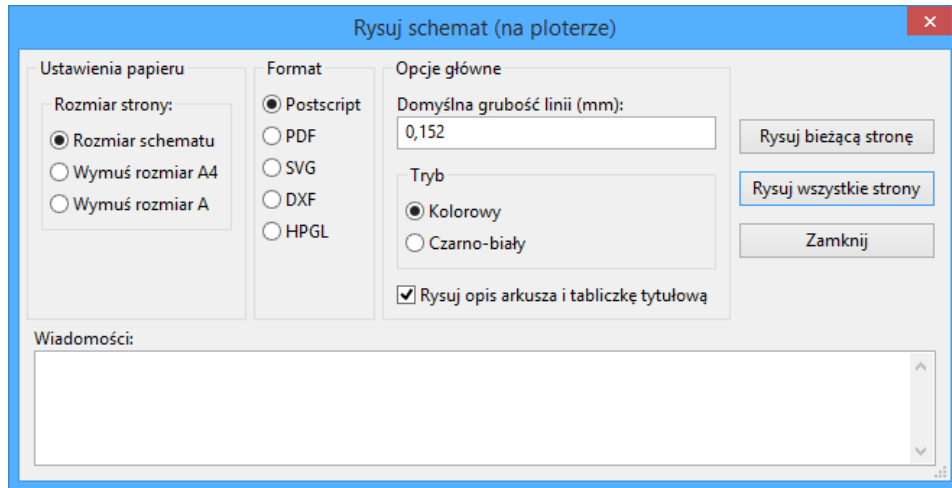 Rysuj schemat (na ploterze)
Ustawienia papieru
Rozmiar strony:
Rozmiar schematu
Wymuś rozmiar A4
Wymuś rozmiar A
Format
Postscript
PDF
SVG
DXF
HPGL
Opcje główne
Domyślna grubość linii (mm):
0,152
Tryb
Kolorowy
Czarno-biały
Rysuj opis arkusza i tabliczkę tytułową
Rysuj bieżącą stronę
Rysuj wszystkie strony
Zamknij
Wiadomości: